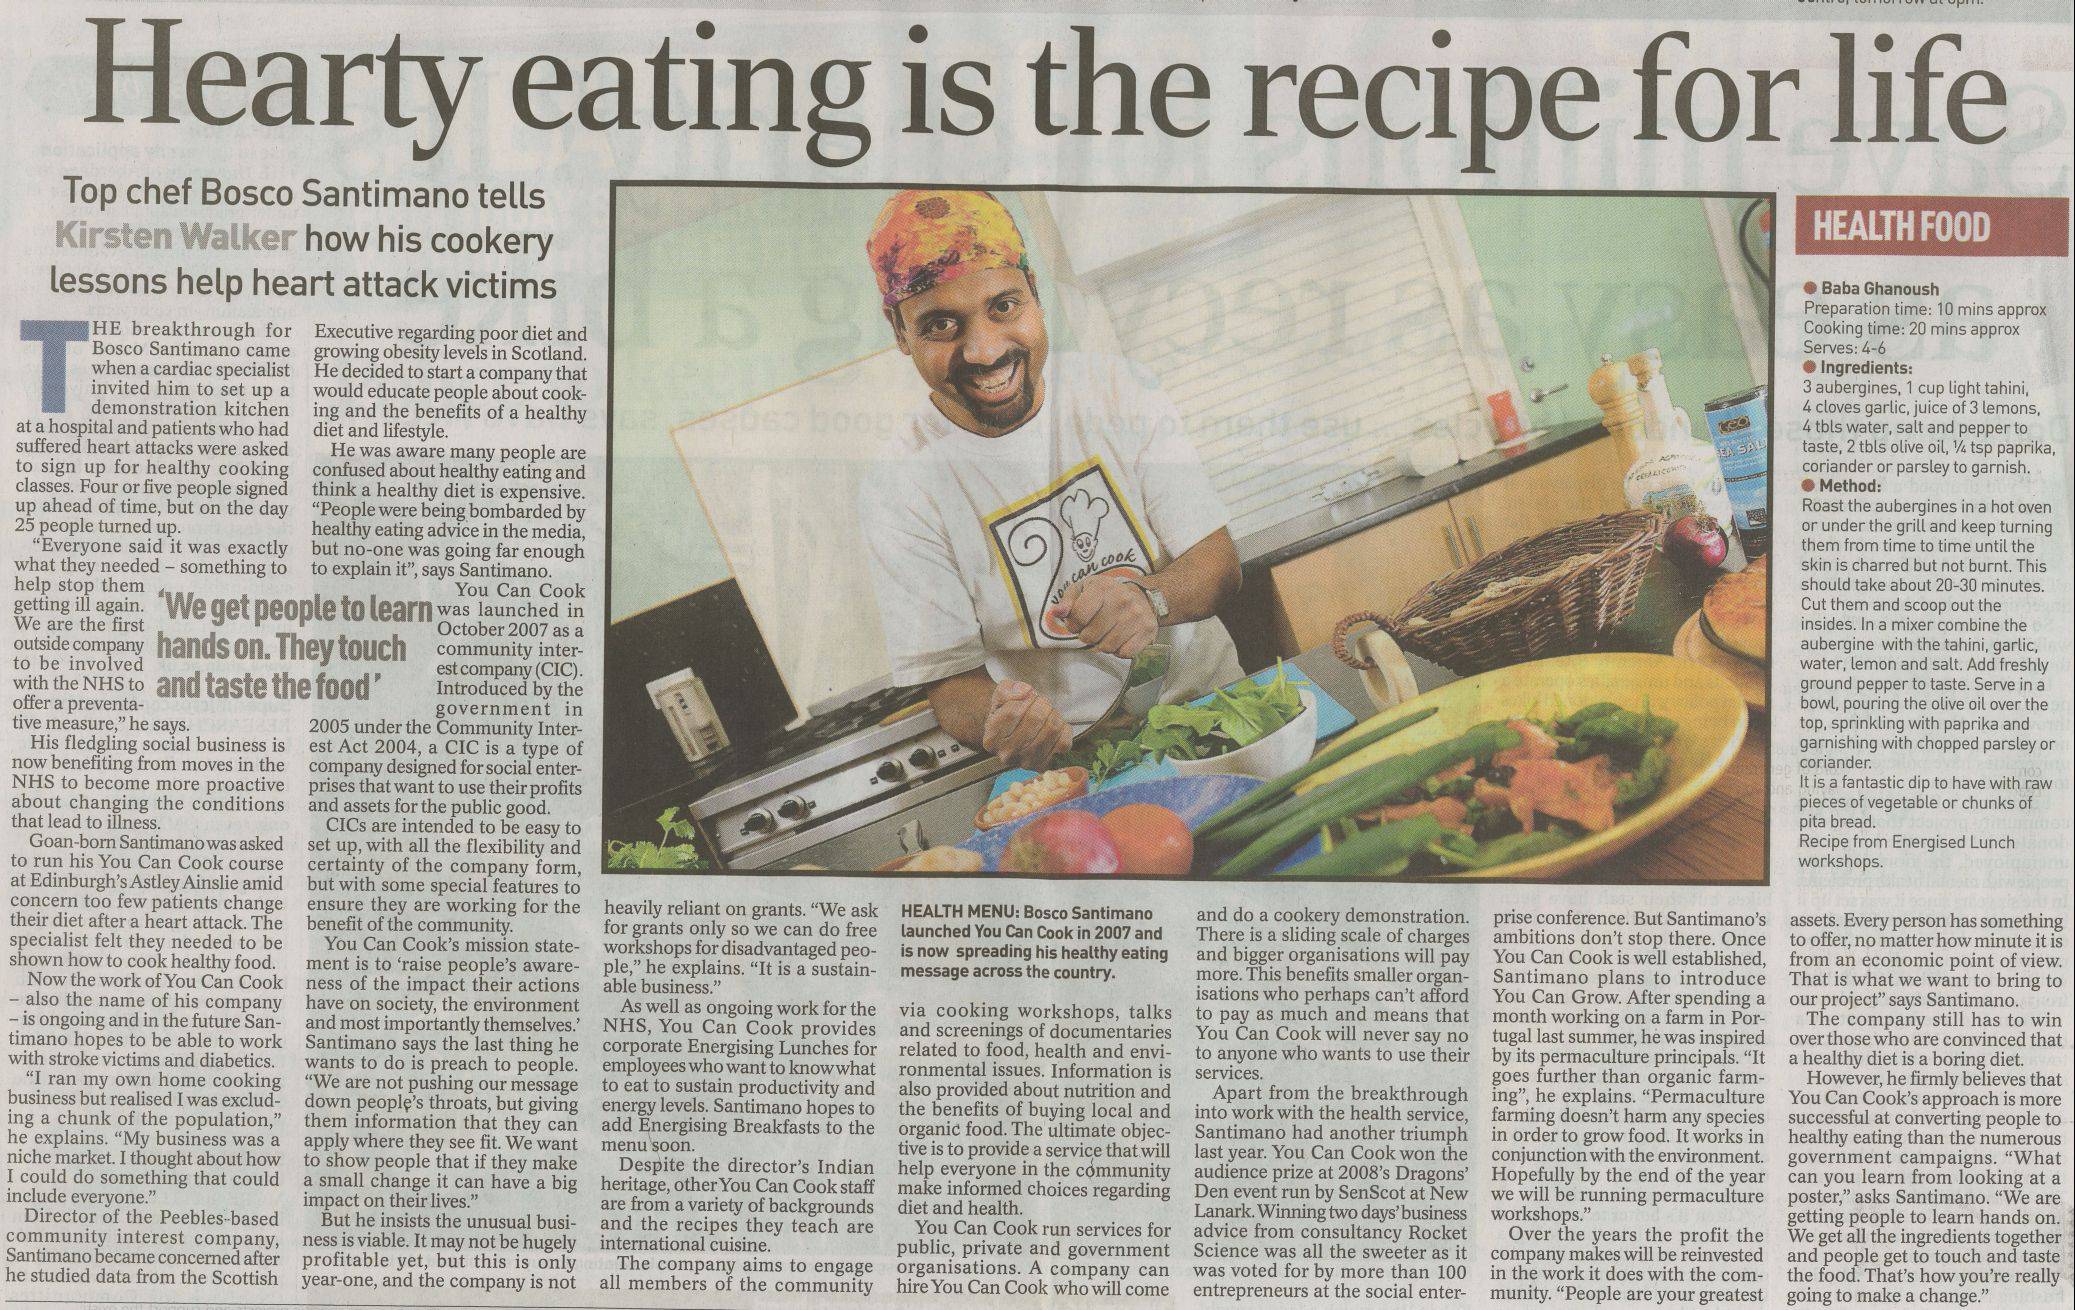 Hearty eating is the recipe for life
Top chef Bosco Santimano tells
Kirsten Walker how his cookery
lessons help heart attack victims
THE breakthrough for
Bosco Santimano came
when a cardiac specialist
invited him to set up a
demonstration kitchen
at a hospital and patients who had
suffered heart attacks were asked
to sign up for healthy cooking
classes. Four or five people signed
up ahead of time, but on the day
25 people turned up.
“Everyone said it was exactly
what they needed – something to
help stop them
getting ill again.
We are the first
outside company
to be involved
with the NHS to
offer a preventa-
tive measure,” he says.
His fledgling social business is
now benefiting from moves in the
NHS to become more proactive
about changing the conditions
that lead to illness.
Goan-born Santimano was asked
to run his You Can Cook course
at Edinburgh’s Astley Ainslie amid
concern too few patients change
their diet after a heart attack. The
specialist felt they needed to be
shown how to cook healthy food.
Now the work of You Can Cook
– also the name of his company
– is ongoing and in the future San-
timano hopes to be able to work
with stroke victims and diabetics.
“I ran my own home cooking
business but realised I was exclud-
ing a chunk of the population,”
he explains. “My business was a
niche market. I thought about how
I could do something that could
include everyone.”
Director of the Peebles-based
community interest company,
Santimano became concerned after
he studied data from the Scottish
Executive regarding poor diet and
growing obesity levels in Scotland.
He decided to start a company that
would educate people about cook-
ing and the benefits of a healthy
diet and lifestyle.
He was aware many people are
confused about healthy eating and
think a healthy diet is expensive.
“People were being bombarded by
healthy eating advice in the media,
but no-one was going far enough
to explain it”, says Santimano.
You Can Cook
was launched in
October 2007 as a
community inter-
est company (CIC).
Introduced by the
government in
2005 under the Community Inter-
est Act 2004, a CIC is a type of
company designed for social enter-
prises that want to use their profits
and assets for the public good.
CICs are intended to be easy to
set up, with all the flexibility and
certainty of the company form,
but with some special features to
ensure they are working for the
benefit of the community.
You Can Cook’s mission state-
ment is to ‘raise people’s aware-
ness of the impact their actions
have on society, the environment
and most importantly themselves.’
Santimano says the last thing he
wants to do is preach to people.
“We are not pushing our message
down people’s throats, but giving
them information that they can
apply where they see fit. We want
to show people that if they make
a small change it can have a big
impact on their lives.”
But he insists the unusual busi-
ness is viable. It may not be hugely
profitable yet, but this is only
year-one, and the company is not
‘We get people to learn
hands on. They touch
and taste the food’
heavily reliant on grants. “We ask
for grants only so we can do free
workshops for disadvantaged peo-
ple,” he explains. “It is a sustain-
able business.”
As well as ongoing work for the
NHS, You Can Cook provides
corporate Energising Lunches for
employees who want to know what
to eat to sustain productivity and
energy levels. Santimano hopes to
add Energising Breakfasts to the
menu soon.
Despite the director’s Indian
heritage, other You Can Cook staff
are from a variety of backgrounds
and the recipes they teach are
international cuisine.
The company aims to engage
all members of the community
you can cook
SEA SALT
HEALTH MENU: Bosco Santimano
launched You Can Cook in 2007 and
is now spreading his healthy eating
message across the country.
via cooking workshops, talks
and screenings of documentaries
related to food, health and envi-
ronmental issues. Information is
also provided about nutrition and
the benefits of buying local and
organic food. The ultimate objec-
tive is to provide a service that will
help everyone in the community
make informed choices regarding
diet and health.
You Can Cook run services for
public, private and government
organisations. A company can
hire You Can Cook who will come
and do a cookery demonstration.
There is a sliding scale of charges
and bigger organisations will pay
more. This benefits smaller organ-
isations who perhaps can’t afford
to pay as much and means that
You Can Cook will never say no
to anyone who wants to use their
services.
Apart from the breakthrough
into work with the health service,
Santimano had another triumph
last year. You Can Cook won the
audience prize at 2008’s Dragons’
Den event run by SenScot at New
Lanark. Winning two days’ business
advice from consultancy Rocket
Science was all the sweeter as it
was voted for by more than 100
entrepreneurs at the social enter-
prise conference. But Santimano’s
ambitions don’t stop there. Once
You Can Cook is well established,
Santimano plans to introduce
You Can Grow. After spending a
month working on a farm in Por-
tugal last summer, he was inspired
by its permaculture principals. “It
goes further than organic farm-
ing”, he explains. “Permaculture
farming doesn’t harm any species
in order to grow food. It works in
conjunction with the environment.
Hopefully by the end of the year
we will be running permaculture
workshops.”
Over the years the profit the
company makes will be reinvested
in the work it does with the com-
munity. “People are your greatest
assets. Every person has something
to offer, no matter how minute it is
from an economic point of view.
That is what we want to bring to
our project” says Santimano.
The company still has to win
over those who are convinced that
a healthy diet is a boring diet.
However, he firmly believes that
You Can Cook’s approach is more
successful at converting people to
healthy eating than the numerous
government campaigns. “What
can you learn from looking at a
poster,” asks Santimano. “We are
getting people to learn hands on.
We get all the ingredients together
and people get to touch and taste
the food. That’s how you’re really
going to make a change.”
HEALTH FOOD
● Baba Ghanoush
Preparation time: 10 mins approx
Cooking time: 20 mins approx
Serves: 4-6
● Ingredients:
3 aubergines, 1 cup light tahini,
4 cloves garlic, juice of 3 lemons,
4 tbls water, salt and pepper to
taste, 2 tbls olive oil, ¼ tsp paprika,
coriander or parsley to garnish.
● Method:
Roast the aubergines in a hot oven
or under the grill and keep turning
them from time to time until the
skin is charred but not burnt. This
should take about 20-30 minutes.
Cut them and scoop out the
insides. In a mixer combine the
aubergine with the tahini, garlic,
water, lemon and salt. Add freshly
ground pepper to taste. Serve in a
bowl, pouring the olive oil over the
top, sprinkling with paprika and
garnishing with chopped parsley or
coriander.
It is a fantastic dip to have with raw
pieces of vegetable or chunks of
pita bread.
Recipe from Energised Lunch
workshops.